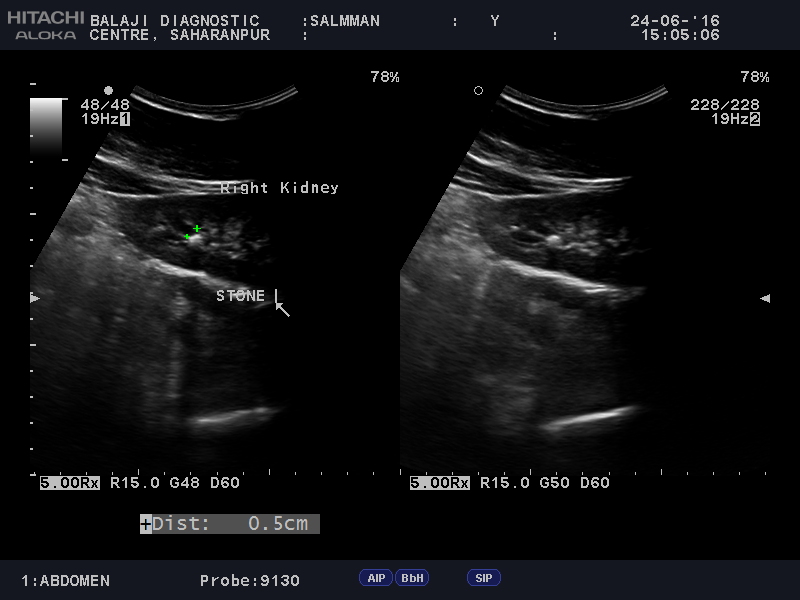 HITACHI
ALOKA
BALAJI DIAGNOSTIC :SALMMAN : Y 24-06-'16
CENTRE, SAHARANPUR : : 15:05:06
78% 78%
48/48 228/228
19Hz1 19Hz2
Right Kidney
STONE
5.00Rx R15.0 G48 D60 5.00Rx R15.0 G50 D60
+Dist: 0.5cm
1:ABDOMEN Probe:9130 AIP BbH SIP